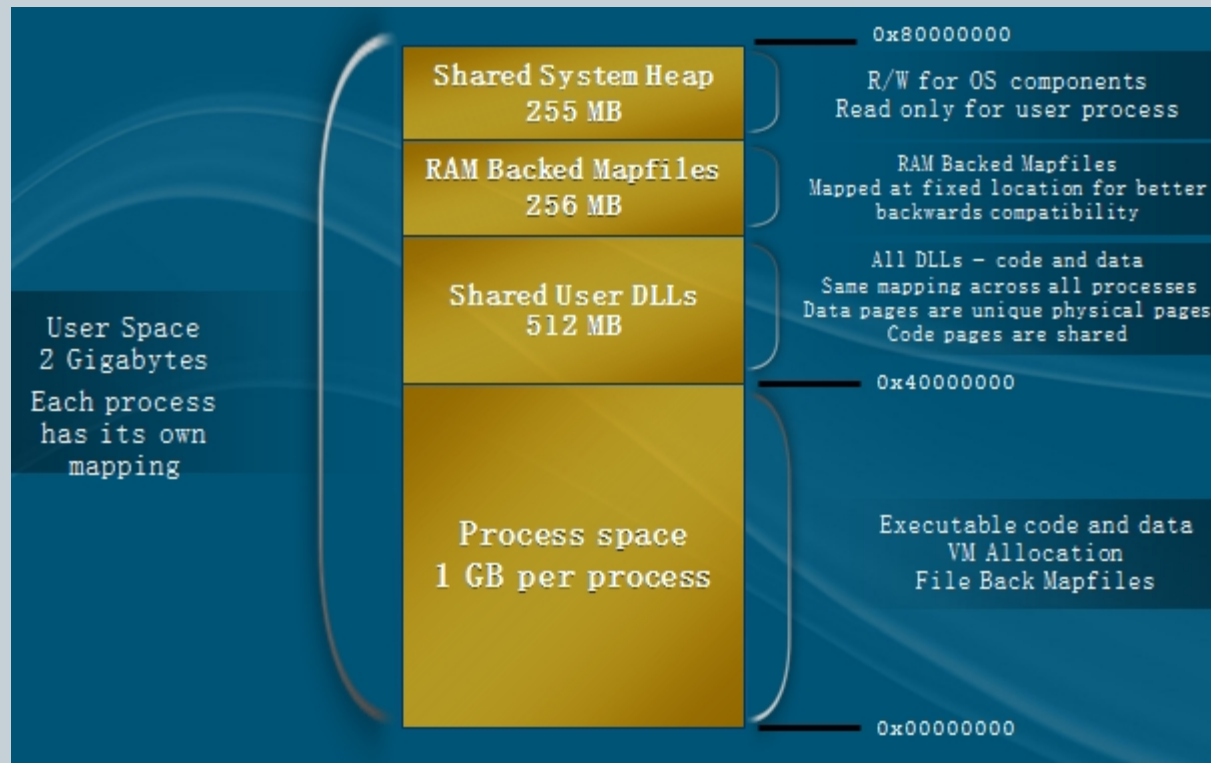 User Space
2 Gigabytes
Each process
has its own
mapping
Shared System Heap
255 MB
RAM Backed Mapfiles
256 MB
Shared User DLLs
512 MB
Process space
1 GB per process
0x80000000
R/W for OS components
Read only for user process
RAM Backed Mapfiles
Mapped at fixed location for better
backwards compatibility
All DLLs – code and data
Same mapping across all processes
Data pages are unique physical pages
Code pages are shared
0x40000000
Executable code and data
VM Allocation
File Back Mapfiles
0x00000000